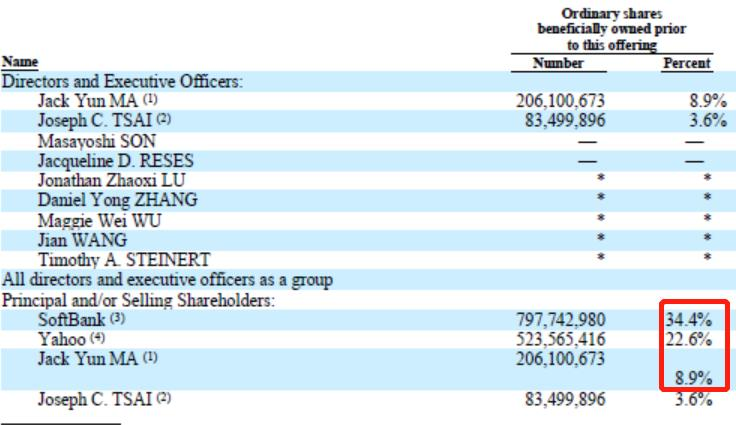 Ordinary shares
beneficially owned prior
to this offering
Name Number Percent
Directors and Executive Officers:
Jack Yun MA (1) 206,100,673 8.9%
Joseph C. TSAI (2) 83,499,896 3.6%
Masayoshi SON — —
Jacqueline D. RESES — —
Jonathan Zhaoxi LU * *
Daniel Yong ZHANG * *
Maggie Wei WU * *
Jian WANG * *
Timothy A. STEINERT * *
All directors and executive officers as a group
Principal and/or Selling Shareholders:
SoftBank (3) 797,742,980 34.4%
Yahoo (4) 523,565,416 22.6%
Jack Yun MA (1) 206,100,673
8.9%
Joseph C. TSAI (2) 83,499,896 3.6%